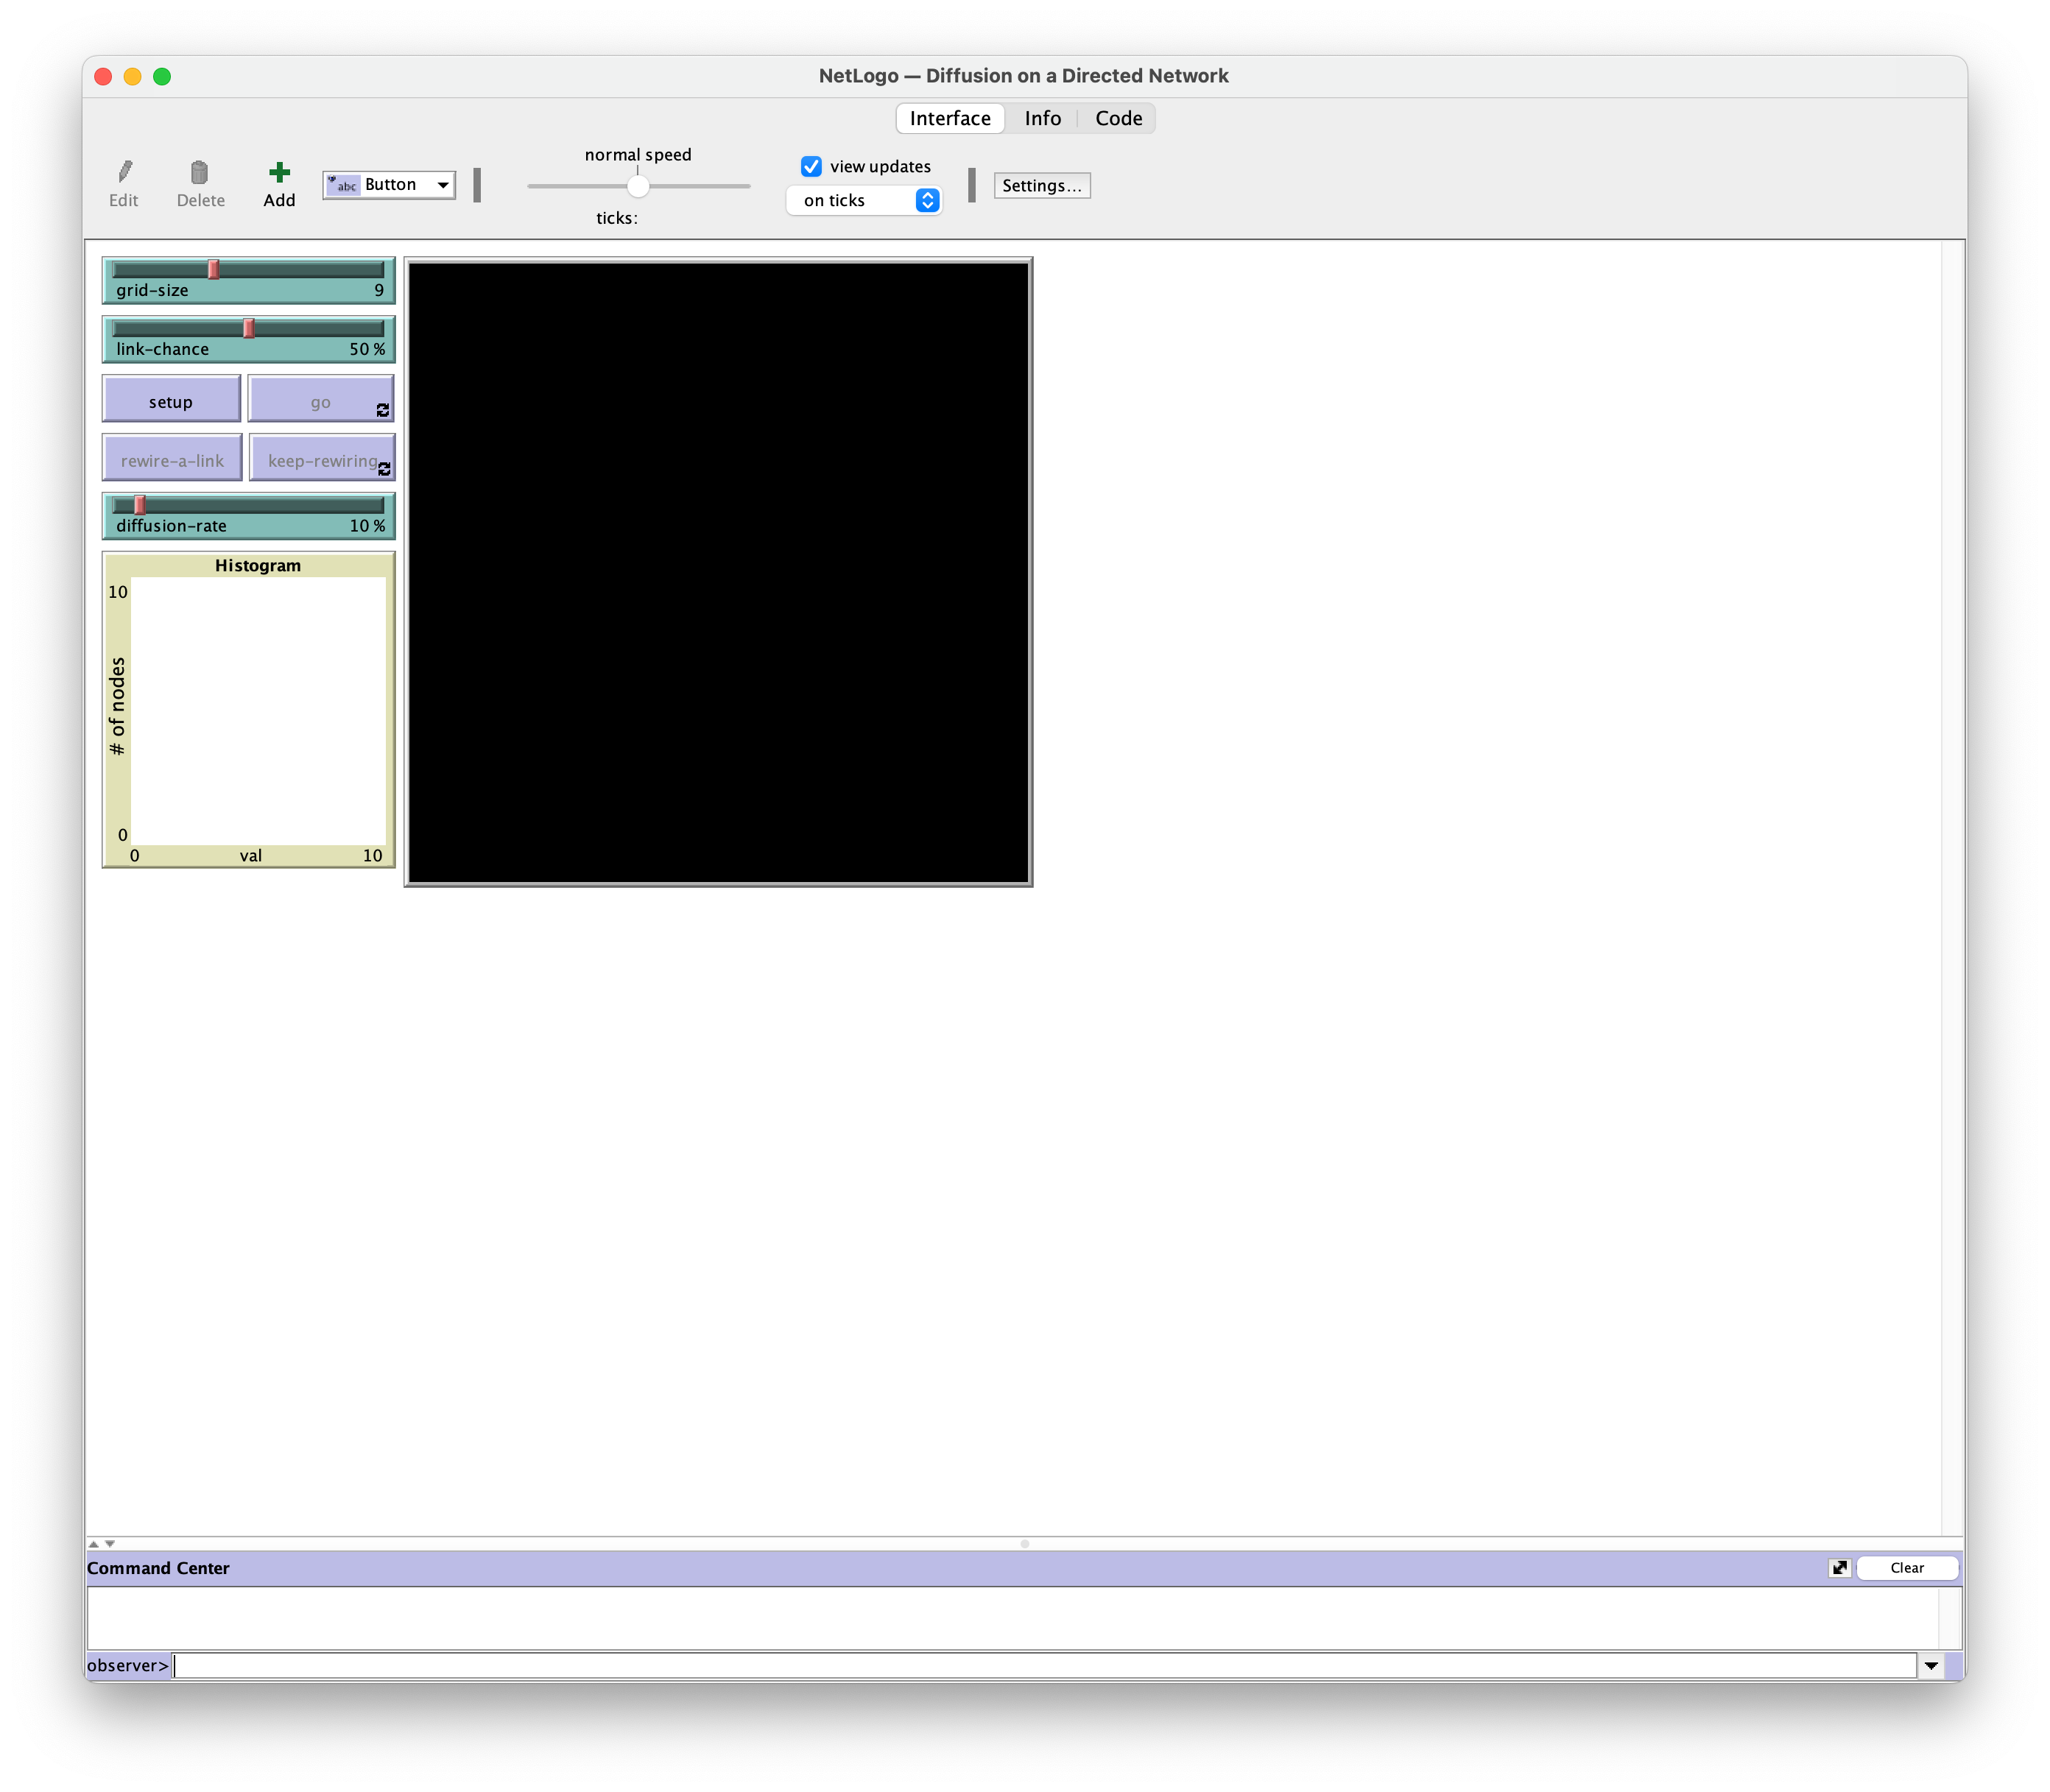 NetLogo — Diffusion on a Directed Network
Interface Info Code
Edit Delete Add abc Button
normal speed
ticks:
view updates
on ticks
Settings...
grid-size 9
link-chance 50 %
setup go
rewire-a-link keep-rewiring
diffusion-rate 10 %
Histogram
10
# of nodes
0
0 val 10
Command Center Clear
observer>